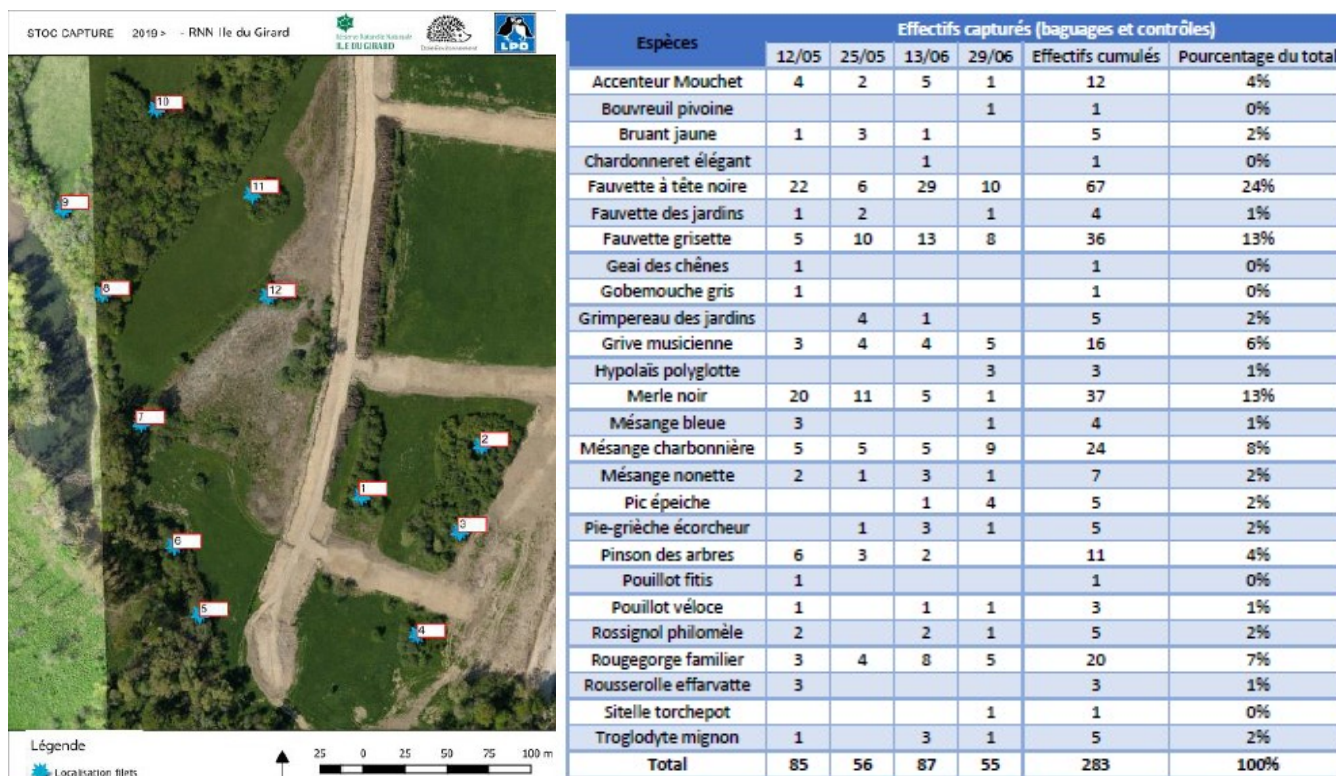 STOC CAPTURE 2019 > - RNN Ile du Girard
Réserve Naturelle Nationale
ILE DU GIRARD
DoleEnvironnement
LPO
10
11
9
8
12
7
2
1
3
6
5
4
Légende
Localisation filets
25 0 25 50 75 100 m
Espèces Effectifs capturés (baguages et contrôles)
12/05 25/05 13/06 29/06 Effectifs cumulés Pourcentage du total
Accenteur Mouchet 4 2 5 1 12 4%
Bouvreuil pivoine 1 1 0%
Bruant jaune 1 3 1 5 2%
Chardonneret élégant 1 1 0%
Fauvette à tête noire 22 6 29 10 67 24%
Fauvette des jardins 1 2 1 4 1%
Fauvette grisette 5 10 13 8 36 13%
Geai des chênes 1 1 0%
Gobemouche gris 1 1 0%
Grimpereau des jardins 4 1 5 2%
Grive musicienne 3 4 4 5 16 6%
Hypolaïs polyglotte 3 3 1%
Merle noir 20 11 5 1 37 13%
Mésange bleue 3 1 4 1%
Mésange charbonnière 5 5 5 9 24 8%
Mésange nonette 2 1 3 1 7 2%
Pic épeiche 1 4 5 2%
Pie-grièche écorcheur 1 3 1 5 2%
Pinson des arbres 6 3 2 11 4%
Pouillot fitis 1 1 0%
Pouillot véloce 1 1 1 3 1%
Rossignol philomèle 2 2 1 5 2%
Rougegorge familier 3 4 8 5 20 7%
Rousserolle effarvatte 3 3 1%
Sitelle torchepot 1 1 0%
Troglodyte mignon 1 3 1 5 2%
Total 85 56 87 55 283 100%